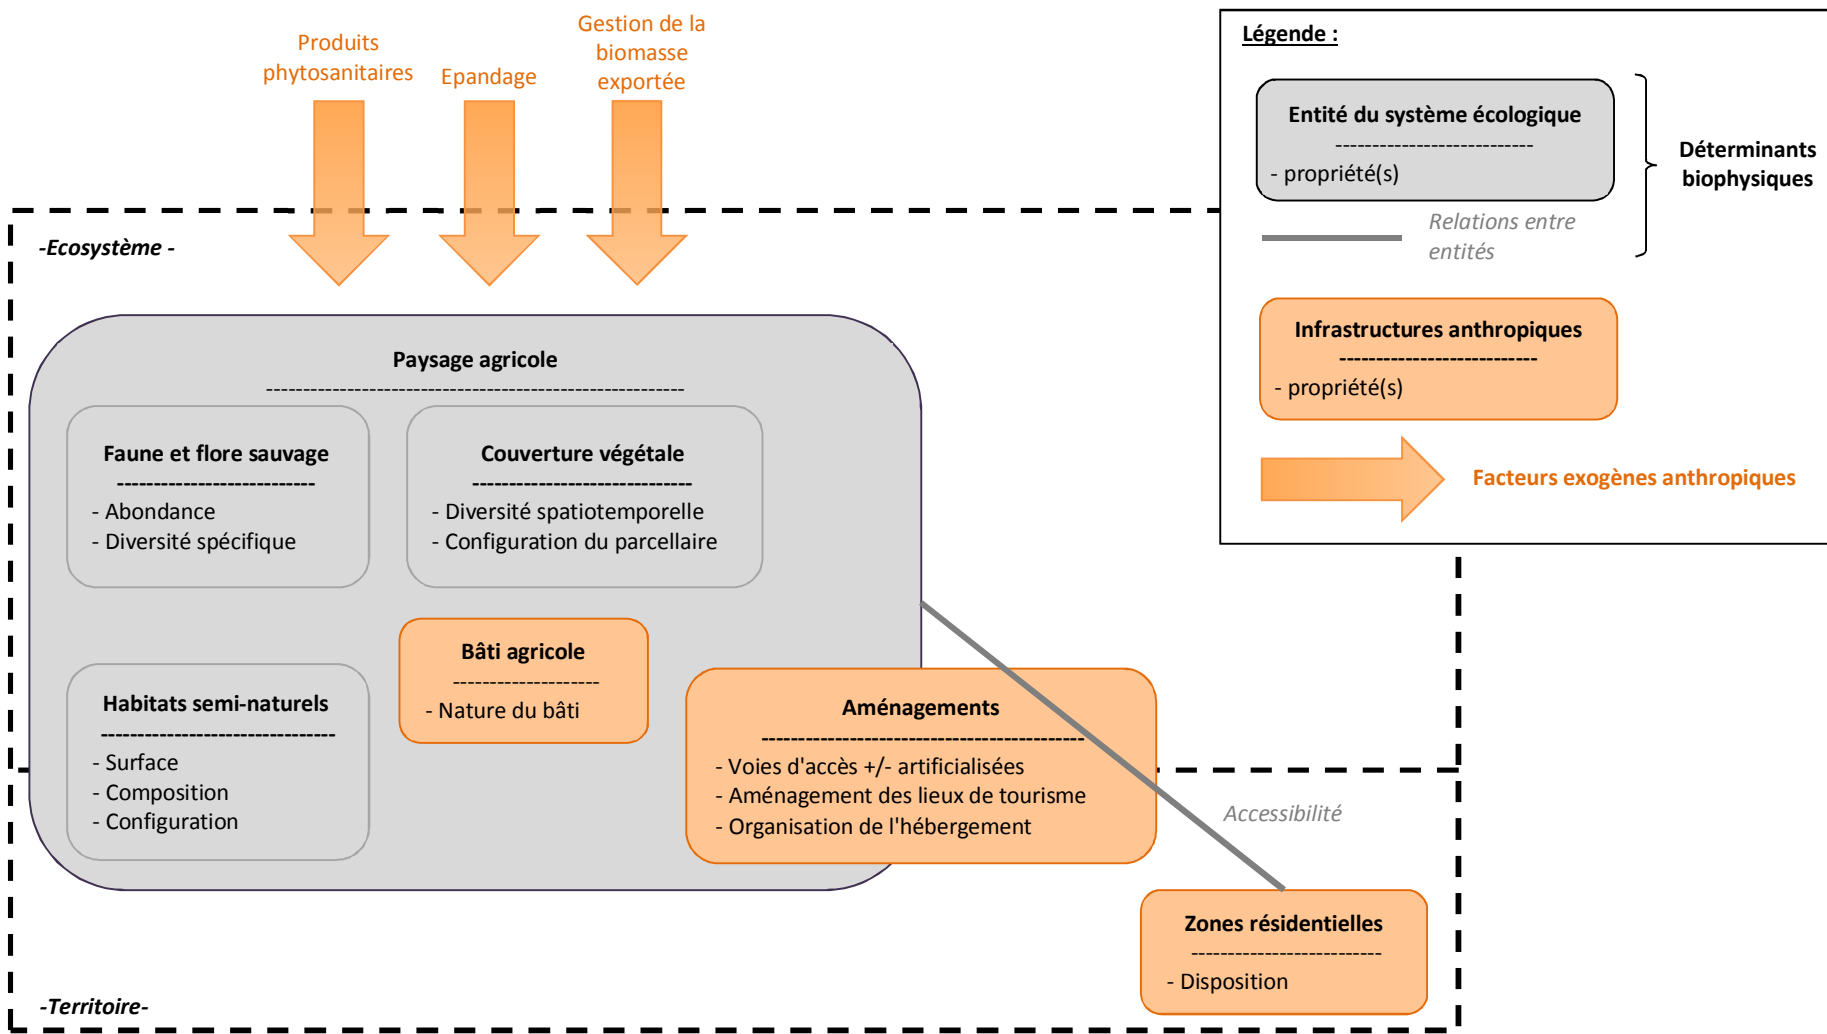 Produits
phytosanitaires
Epandage
Gestion de la
biomasse
exportée
Légende :
Entité du système écologique
- propriété(s)
Relations entre
entités
Déterminants
biophysiques
Infrastructures anthropiques
- propriété(s)
Facteurs exogènes anthropiques
-Ecosystème -
Paysage agricole
Faune et flore sauvage
- Abondance
- Diversité spécifique
Couverture végétale
- Diversité spatiotemporelle
- Configuration du parcellaire
Bâti agricole
- Nature du bâti
Habitats semi-naturels
- Surface
- Composition
- Configuration
Aménagements
- Voies d'accès +/- artificialisées
- Aménagement des lieux de tourisme
- Organisation de l'hébergement
Accessibilité
Zones résidentielles
- Disposition
-Territoire-